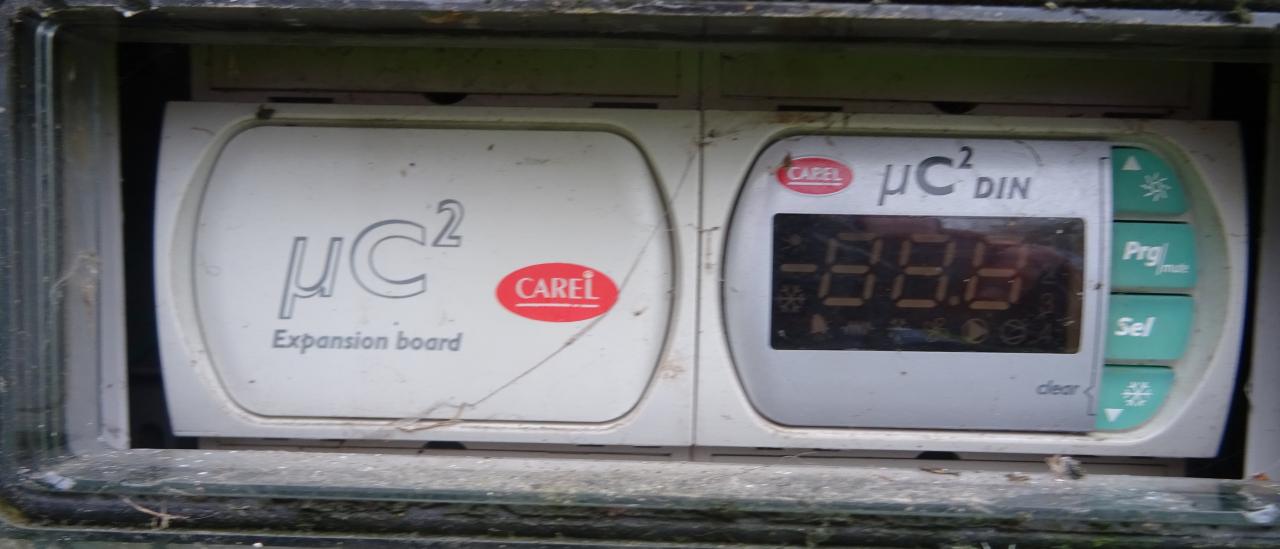 µC²
CAREL
Expansion board
CAREL
µC² DIN
Prg/mute
Sel
clear